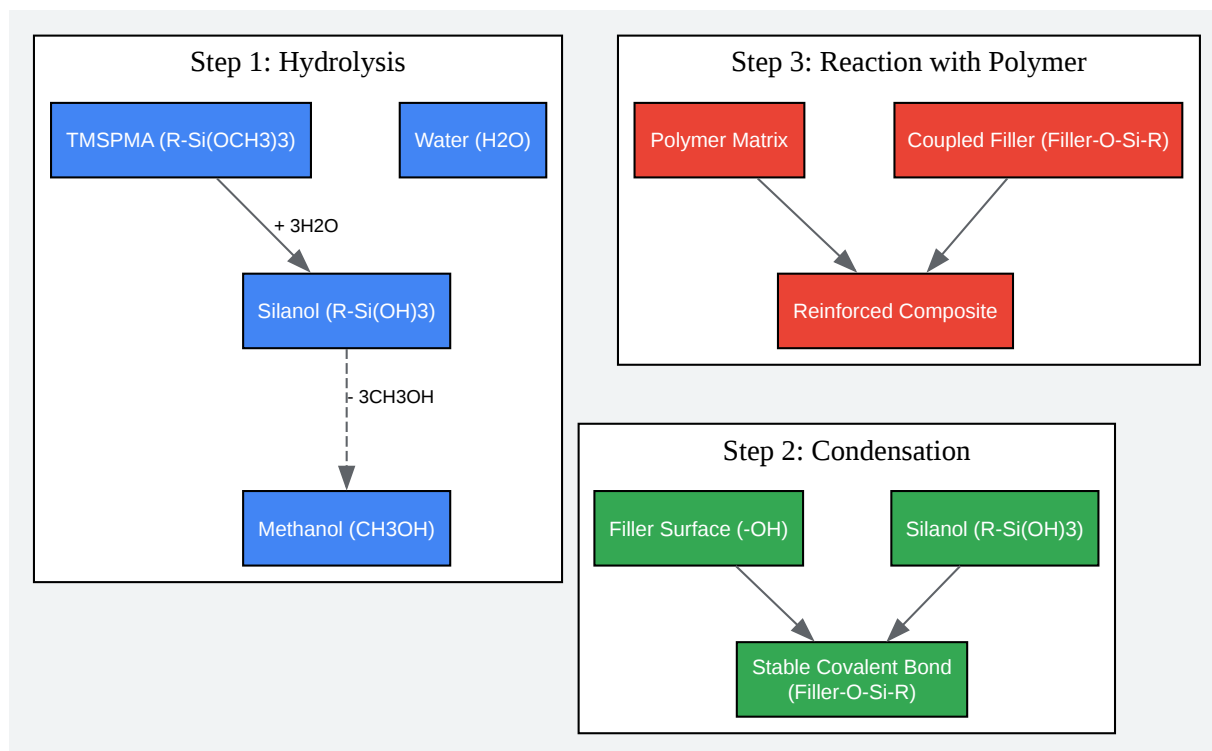 Step 1: Hydrolysis
TMSPMA (R-Si(OCH3)3)
Water (H2O)
+ 3H2O
Silanol (R-Si(OH)3)
- 3CH3OH
Methanol (CH3OH)
Step 3: Reaction with Polymer
Polymer Matrix
Coupled Filler (Filler-O-Si-R)
Reinforced Composite
Step 2: Condensation
Filler Surface (-OH)
Silanol (R-Si(OH)3)
Stable Covalent Bond
(Filler-O-Si-R)